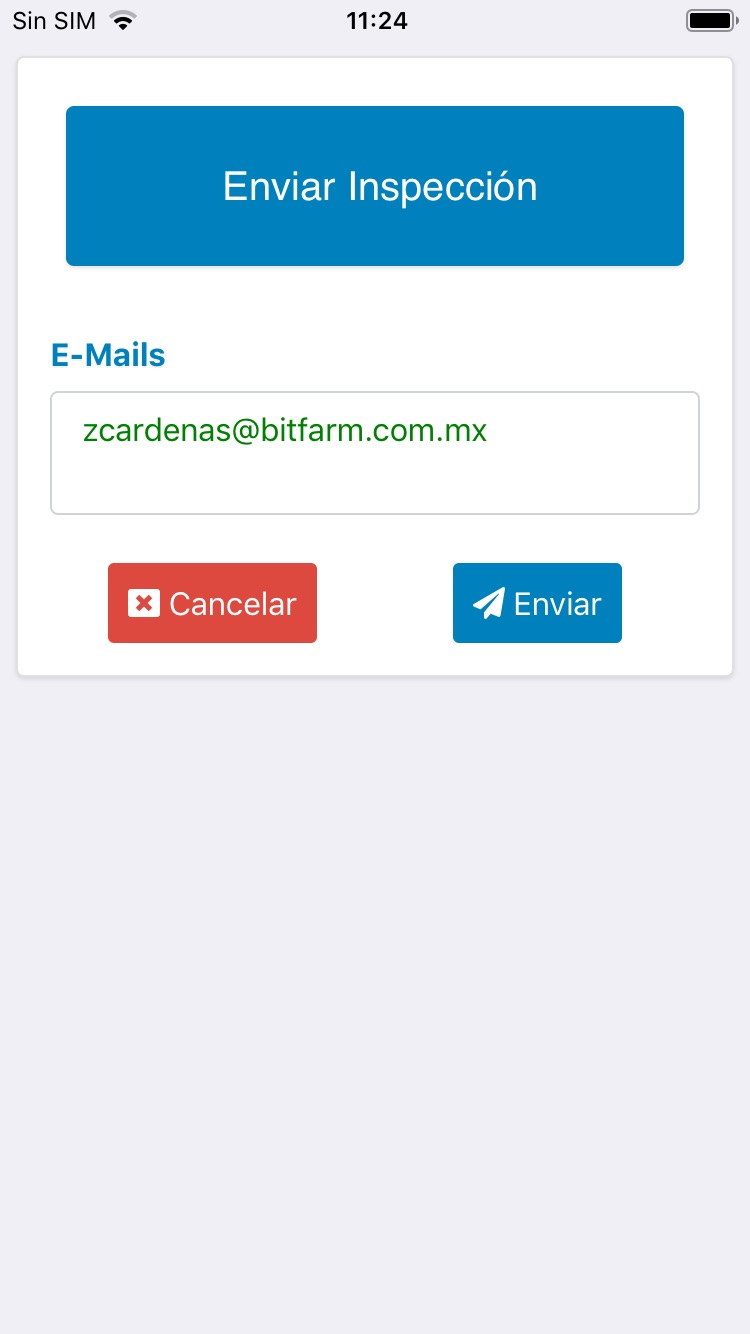 Sin SIM 11:24
Enviar Inspección
E-Mails
zcardenas@bitfarm.com.mx
Cancelar Enviar